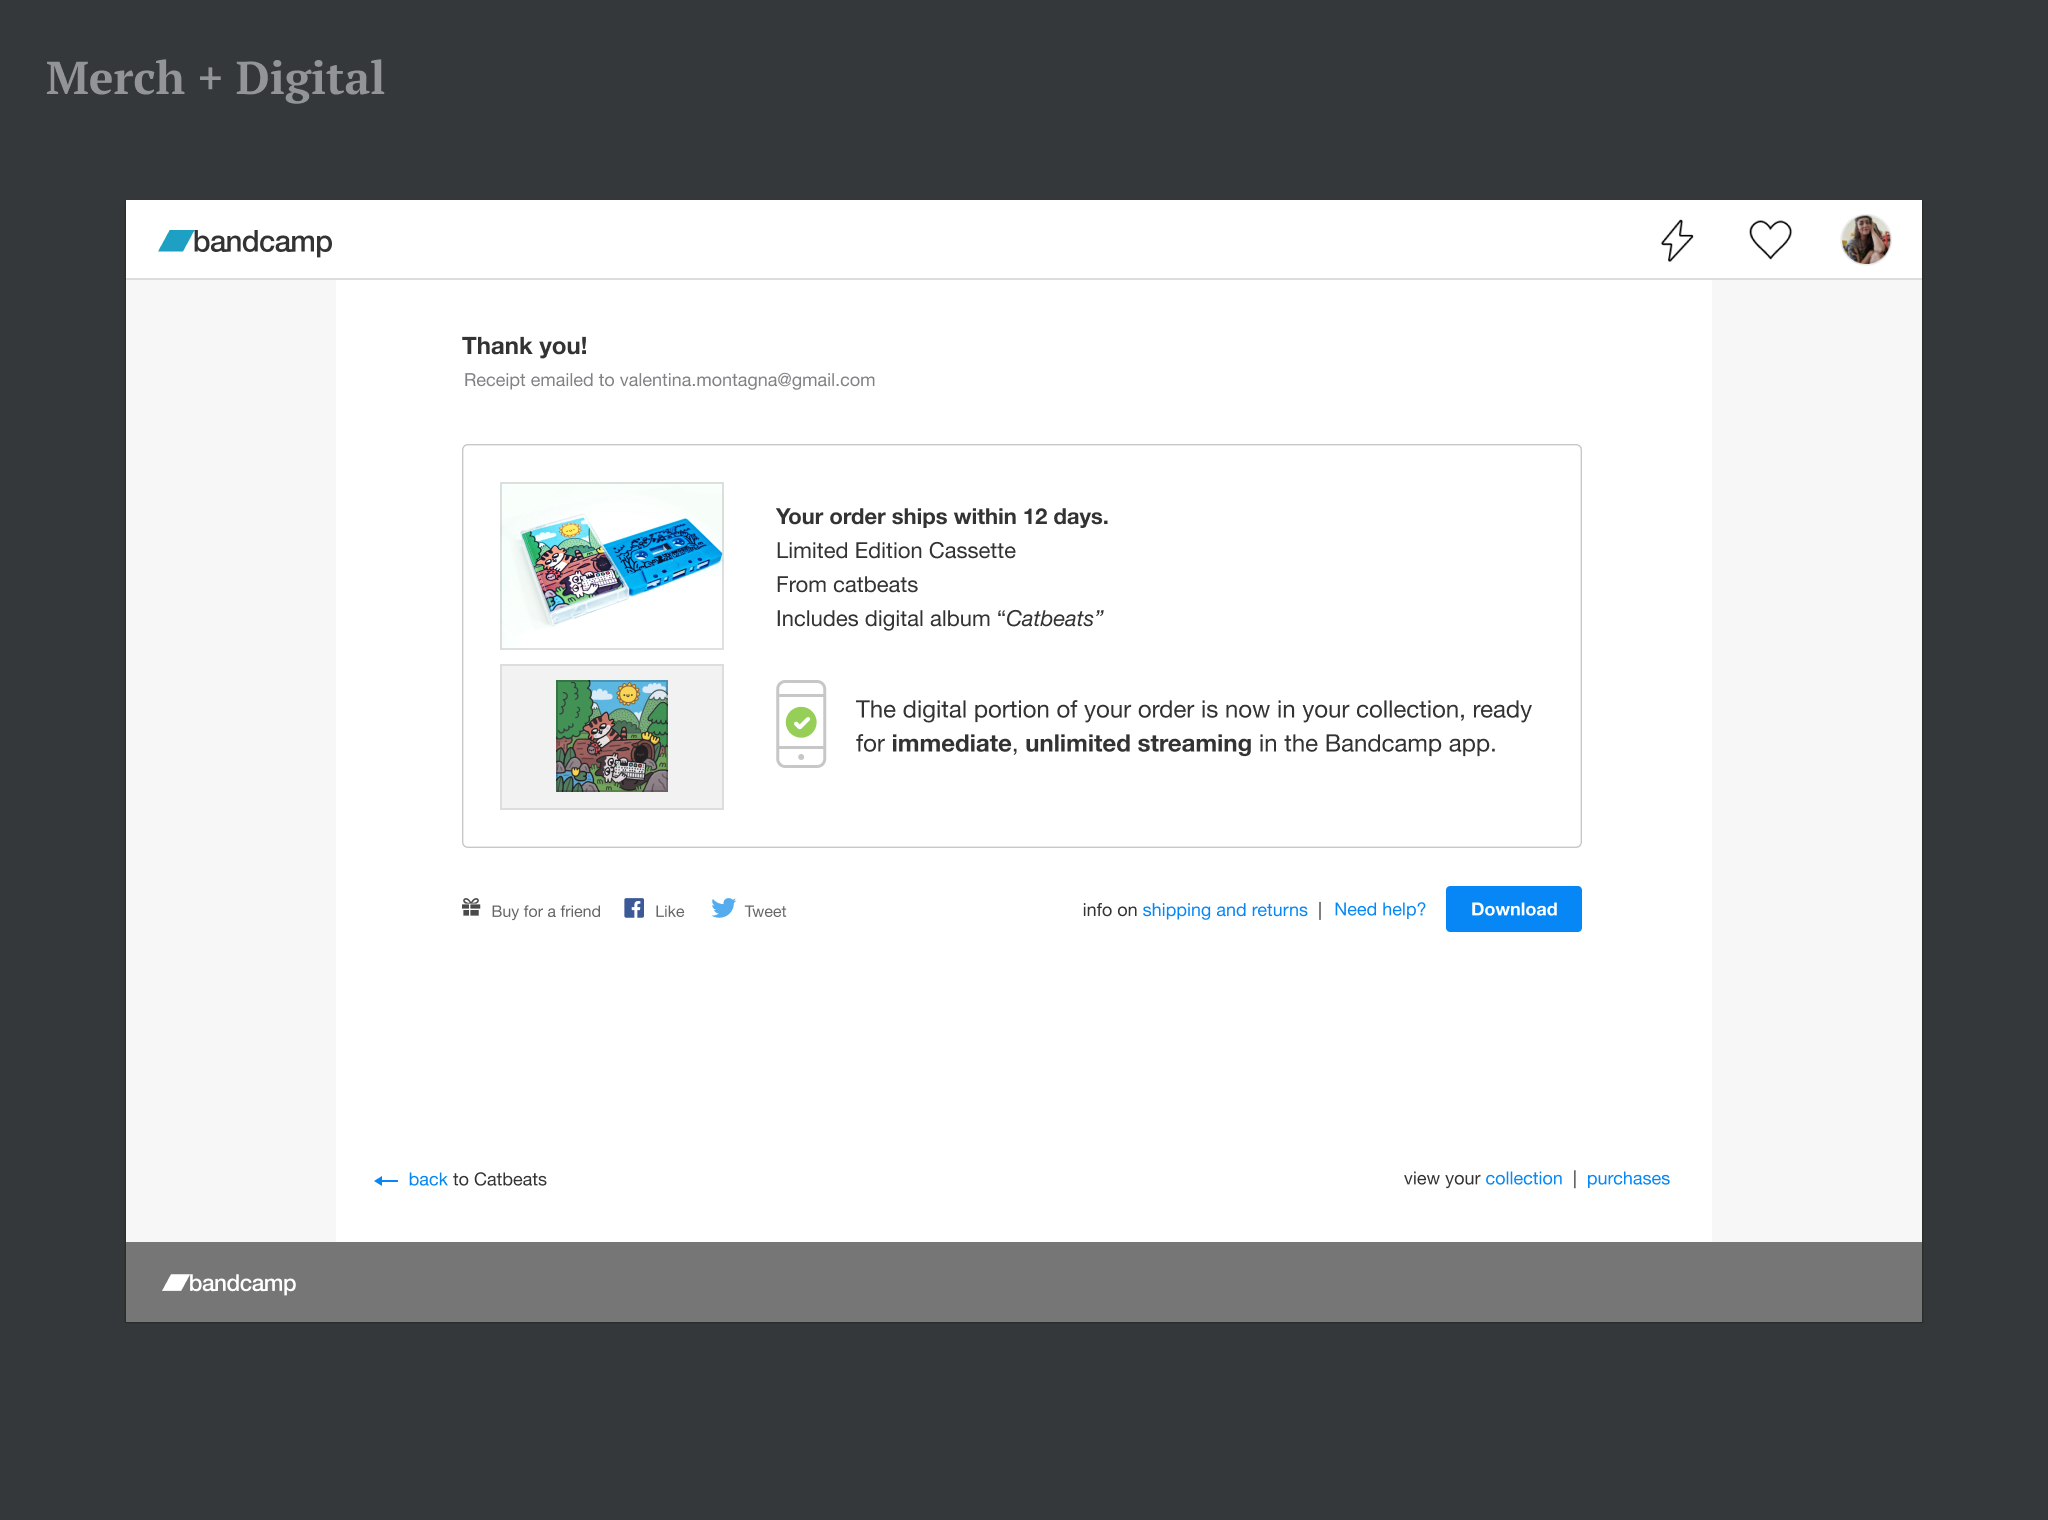 Merch + Digital
bandcamp
Thank you!
Receipt emailed to valentina.montagna@gmail.com
Your order ships within 12 days.
Limited Edition Cassette
From catbeats
Includes digital album “Catbeats”
The digital portion of your order is now in your collection, ready
for immediate, unlimited streaming in the Bandcamp app.
Buy for a friend Like Tweet
info on shipping and returns | Need help? Download
back to Catbeats
view your collection | purchases
bandcamp